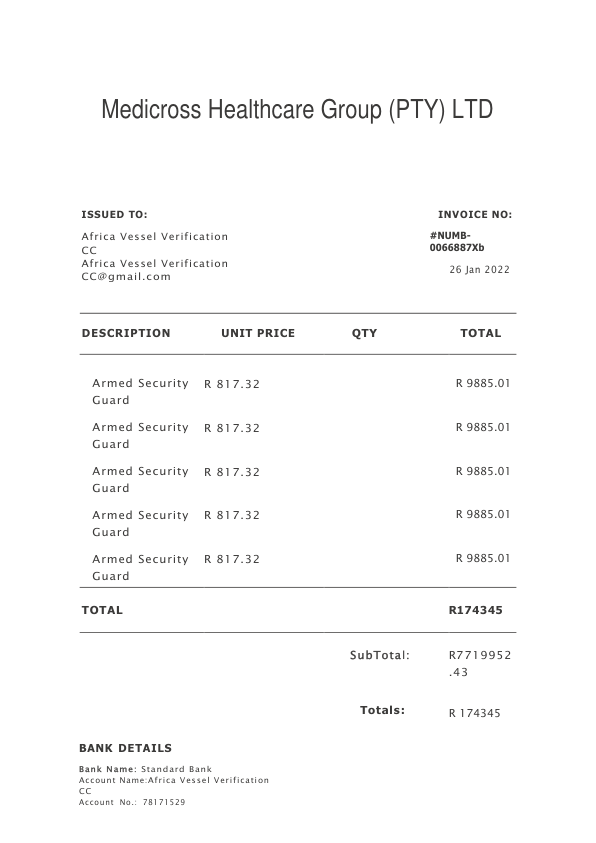 Medicross Healthcare Group (PTY) LTD
ISSUED TO:
INVOICE NO:
Africa Vessel Verification
CC
Africa Vessel Verification
CC@gmail.com
#NUMB-
0066887Xb
26 Jan 2022
DESCRIPTION UNIT PRICE QTY TOTAL
Armed Security R 817.32 R 9885.01
Guard
Armed Security R 817.32 R 9885.01
Guard
Armed Security R 817.32 R 9885.01
Guard
Armed Security R 817.32 R 9885.01
Guard
Armed Security R 817.32 R 9885.01
Guard
TOTAL R174345
SubTotal: R7719952
.43
Totals: R 174345
BANK DETAILS
Bank Name: Standard Bank
Account Name:Africa Vessel Verification
CC
Account No.: 78171529